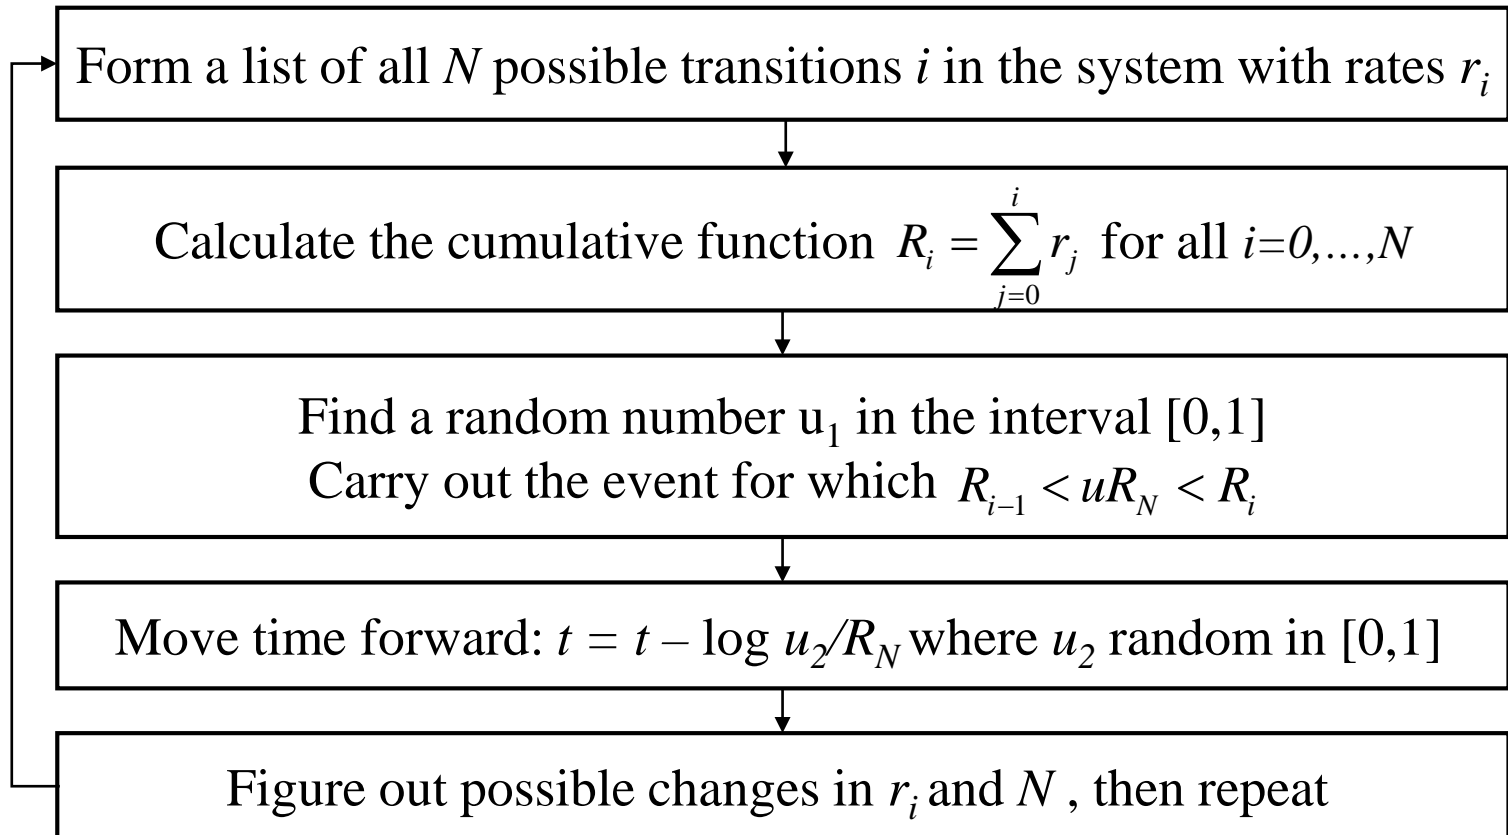 Form a list of all N possible transitions i in the system with rates r_i
Calculate the cumulative function R_i = \sum_{j=0}^{i} r_j for all i=0,...,N
Find a random number u_1 in the interval [0,1]
Carry out the event for which R_{i-1} < uR_N < R_i
Move time forward: t = t – log u_2/R_N where u_2 random in [0,1]
Figure out possible changes in r_i and N , then repeat